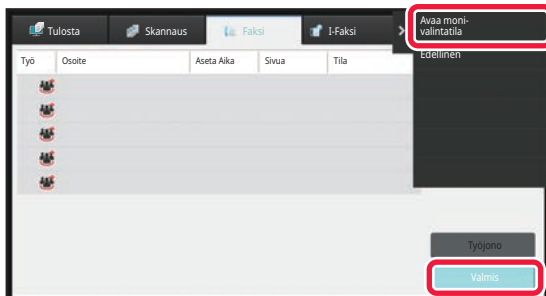 Tulosta
Skannaus
Faksi
I-Faksi
Avaa moni-
valintatila
Edellinen
Työ
Osoite
Aseta Aika
Sivua
Tila
Työjono
Valmis